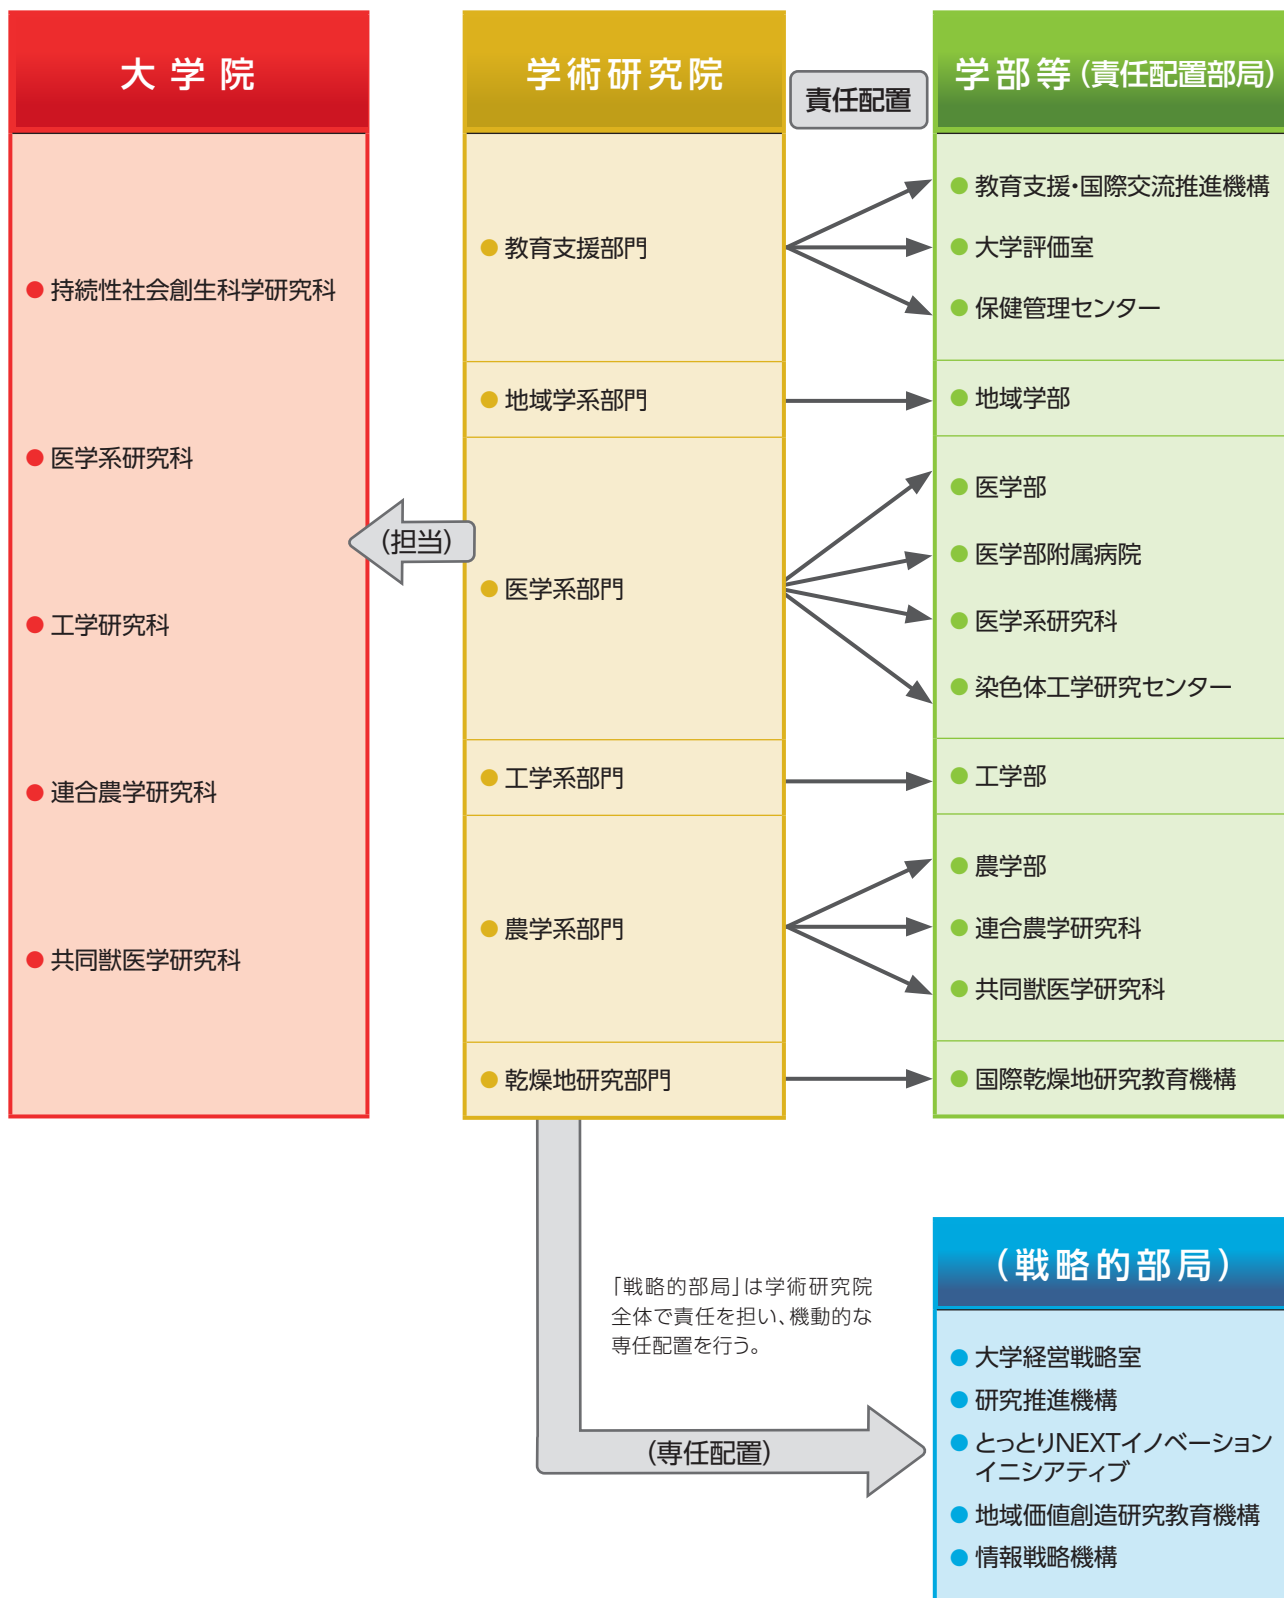 大学院
持続性社会創生科学研究科
医学系研究科
工学研究科
連合農学研究科
共同獣医学研究科
(担当)
学術研究院
教育支援部門
地域学系部門
医学系部門
工学系部門
農学系部門
乾燥地研究部門
責任配置
学部等(責任配置部局)
教育支援・国際交流推進機構
大学評価室
保健管理センター
地域学部
医学部
医学部附属病院
医学系研究科
染色体工学研究センター
工学部
農学部
連合農学研究科
共同獣医学研究科
国際乾燥地研究教育機構
「戦略的部局」は学術研究院
全体で責任を担い、機動的な
専任配置を行う。
(専任配置)
(戦略的部局)
大学経営戦略室
研究推進機構
とっとりNEXTイノベーション
イニシアティブ
地域価値創造研究教育機構
情報戦略機構